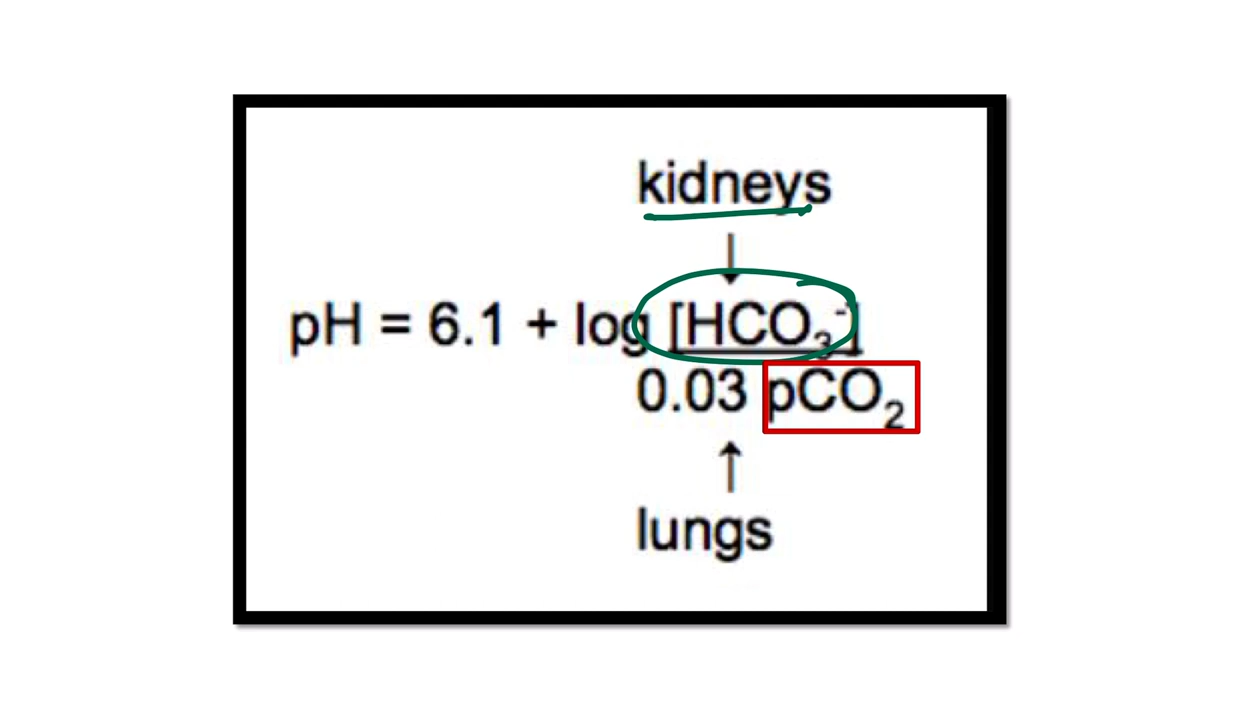 kidneys
pH = 6.1 + log [HCO₃⁻]
0.03 pCO₂
lungs